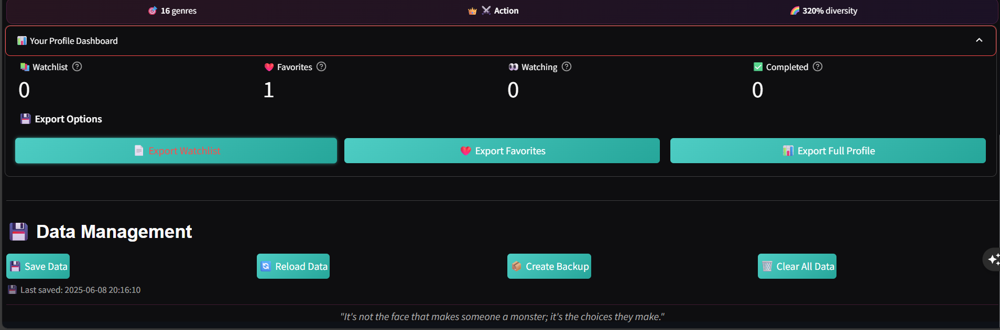 🎯 16 genres
👑 ⚔️ Action
🌈 320% diversity
📊 Your Profile Dashboard
📚 Watchlist
❤️ Favorites
👀 Watching
✅ Completed
0
1
0
0
💾 Export Options
📄 Export Watchlist
❤️ Export Favorites
📊 Export Full Profile
💾 Data Management
💾 Save Data
🔄 Reload Data
📦 Create Backup
🗑️ Clear All Data
💾 Last saved: 2025-06-08 20:16:10
"It's not the face that makes someone a monster; it's the choices they make."